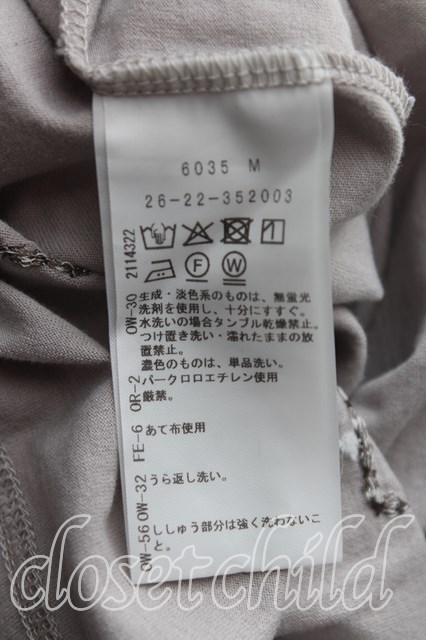 6035 M
26-22-352003
2114322
F
W
OW-30 生成・淡色系のものは、無蛍光
洗剤を使用し、十分にすすぐ。
水洗いの場合タンブル乾燥禁止。
つけ置き洗い・濡れたままの放
置禁止。
濃色のものは、単品洗い。
OR-2 パークロロエチレン使用
厳禁。
FE-6 あて布使用
OW-32 うら返し洗い。
OW-56 ししゅう部分は強く洗わないこ
と。
closetchild